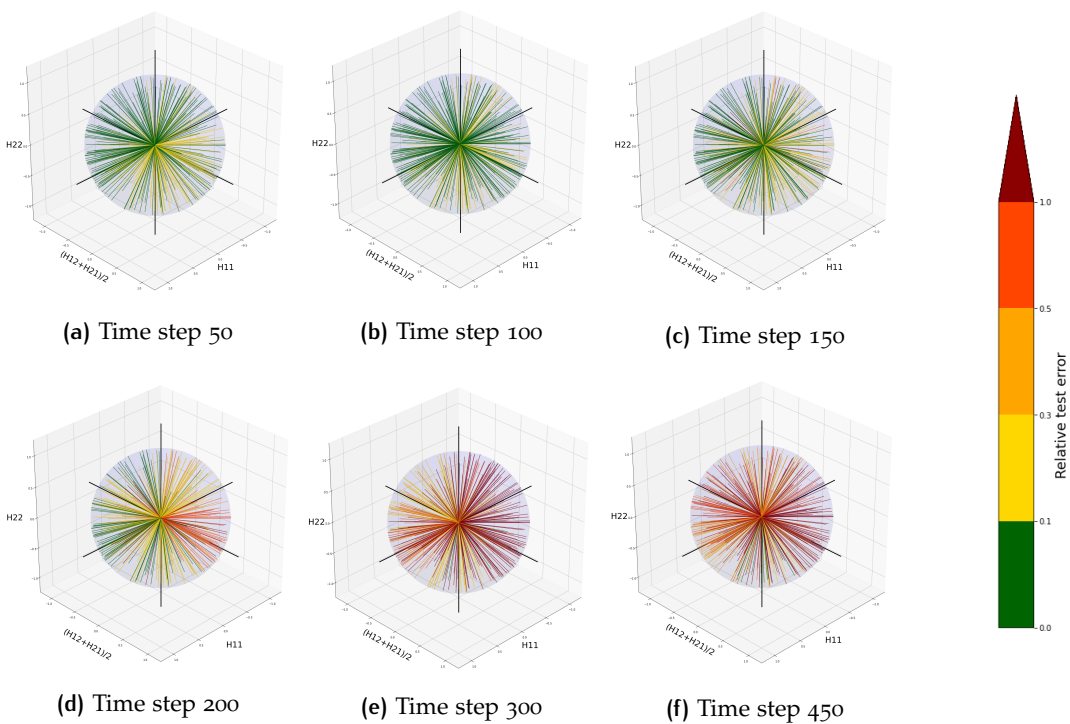 H22
(H12+H21)/2
H11
H22
(H12+H21)/2
H11
H22
(H12+H21)/2
H11
(a) Time step 50
(b) Time step 100
(c) Time step 150
1.0
0.5
0.3
0.1
0.0
Relative test error
H22
(H12+H21)/2
H11
H22
(H12+H21)/2
H11
H22
(H12+H21)/2
H11
(d) Time step 200
(e) Time step 300
(f) Time step 450